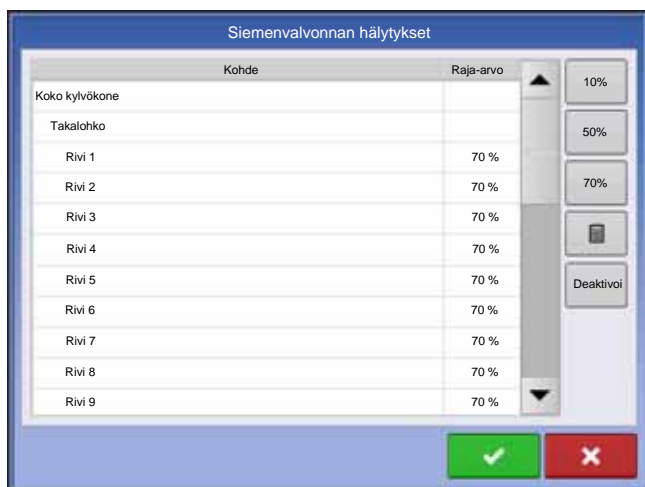 Siemenvalvonnan hälytykset
Kohde Raja-arvo
Koko kylvökone
Takalohko
Rivi 1 70 %
Rivi 2 70 %
Rivi 3 70 %
Rivi 4 70 %
Rivi 5 70 %
Rivi 6 70 %
Rivi 7 70 %
Rivi 8 70 %
Rivi 9 70 %
10%
50%
70%
Deaktivoi